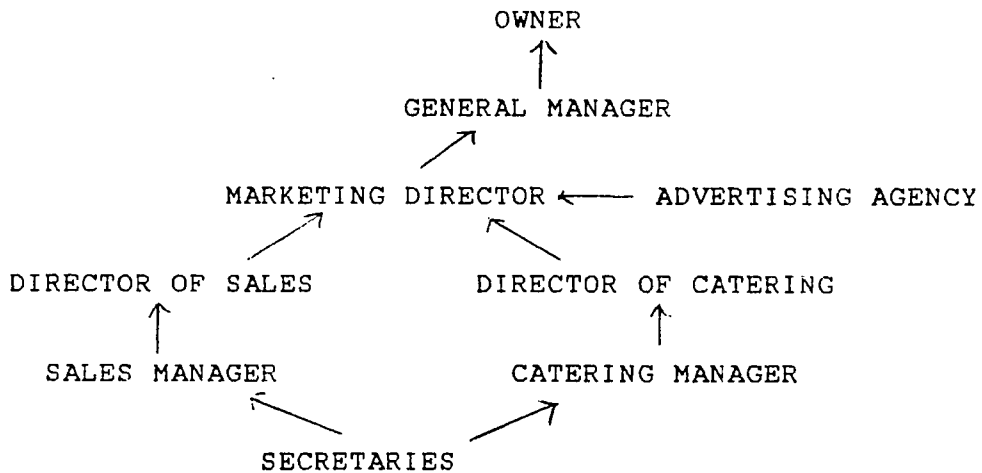 OWNER
GENERAL MANAGER
MARKETING DIRECTOR ADVERTISING AGENCY
DIRECTOR OF SALES DIRECTOR OF CATERING
SALES MANAGER CATERING MANAGER
SECRETARIES